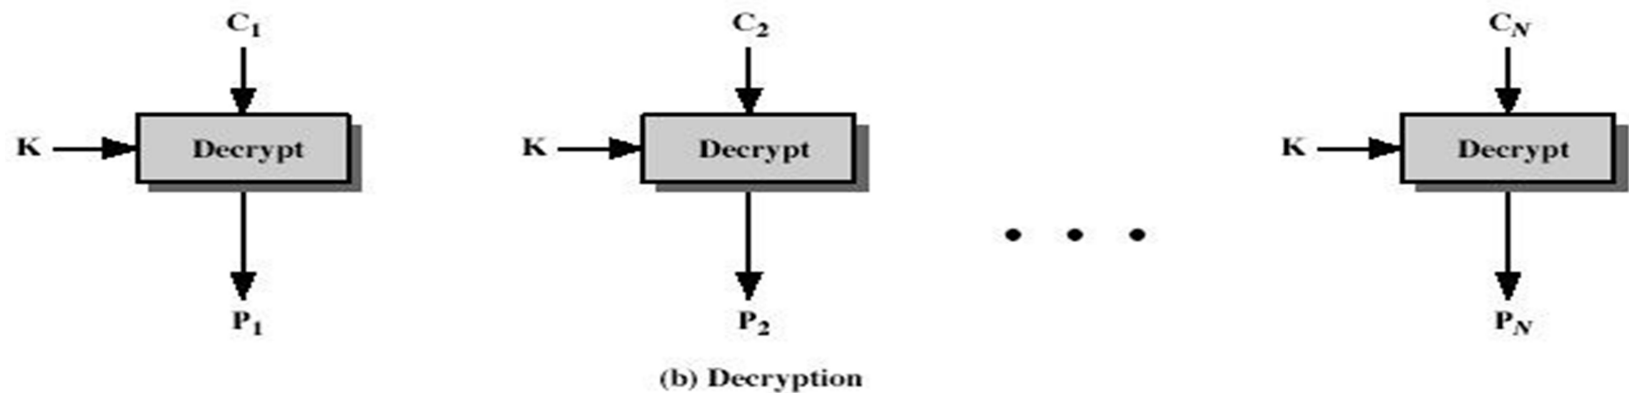 C1 C2 CN
K Decrypt K Decrypt K Decrypt
P1 P2 PN
(b) Decryption